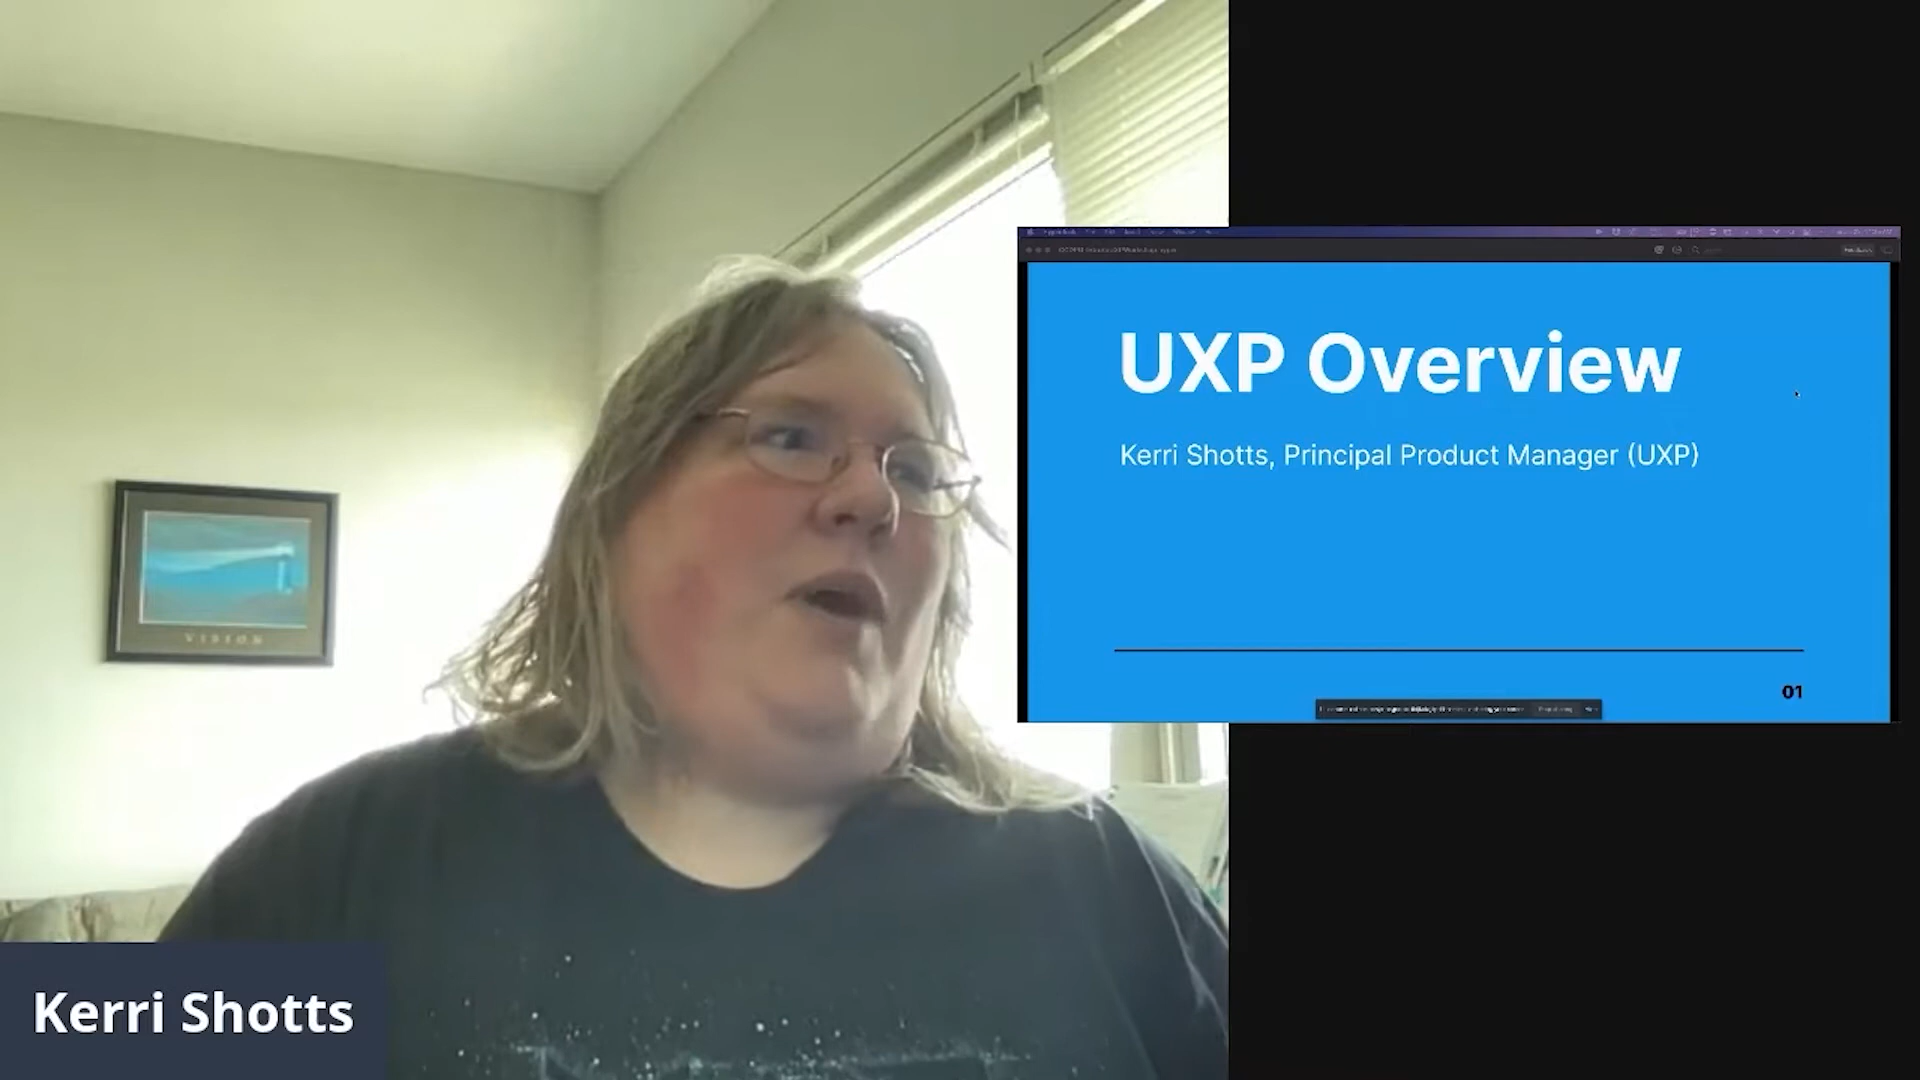 UXP Overview
Kerri Shotts, Principal Product Manager (UXP)
01
VISION
Kerri Shotts